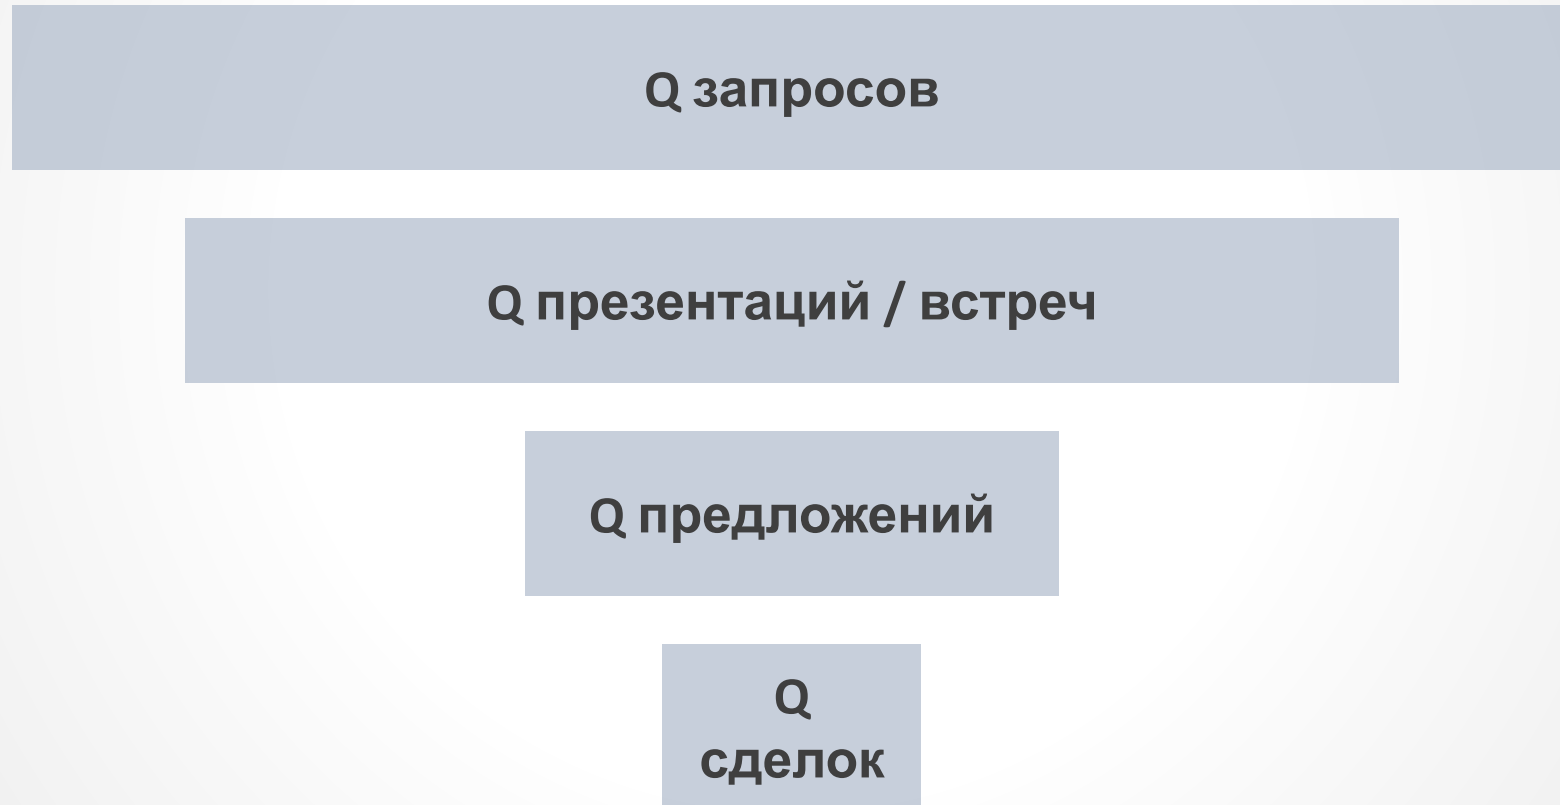 Q запросов
Q презентаций / встреч
Q предложений
Q
сделок